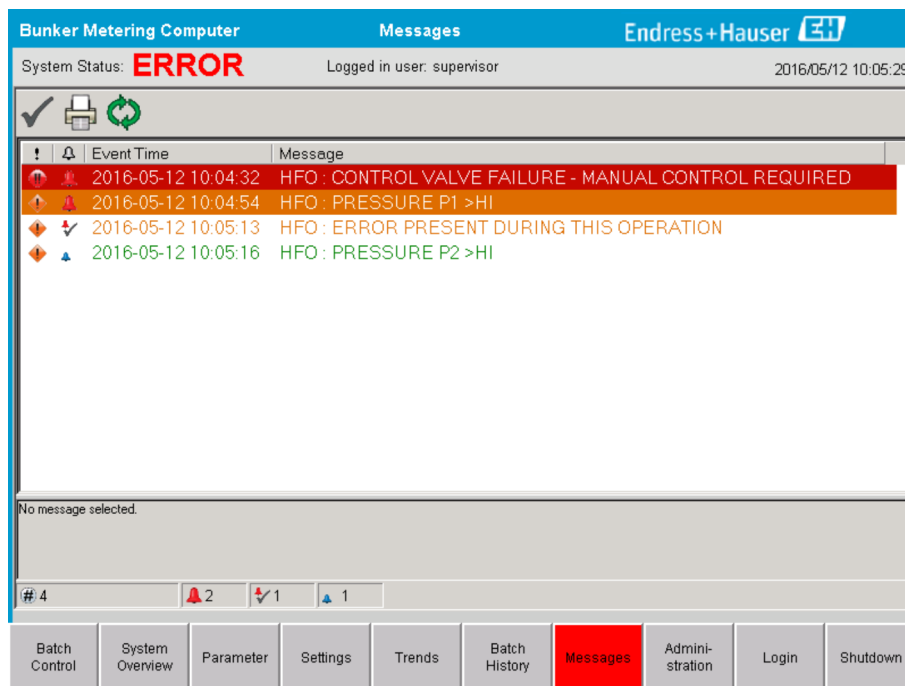 Bunker Metering Computer Messages Endress+Hauser EH
System Status: ERROR Logged in user: supervisor 2016/05/12 10:05:29
! Event Time Message
2016-05-12 10:04:32 HFO : CONTROL VALVE FAILURE - MANUAL CONTROL REQUIRED
2016-05-12 10:04:54 HFO : PRESSURE P1 >HI
2016-05-12 10:05:13 HFO : ERROR PRESENT DURING THIS OPERATION
2016-05-12 10:05:16 HFO : PRESSURE P2 >HI
No message selected.
# 4 2 1 1
Batch Control System Overview Parameter Settings Trends Batch History Messages Admini-stration Login Shutdown